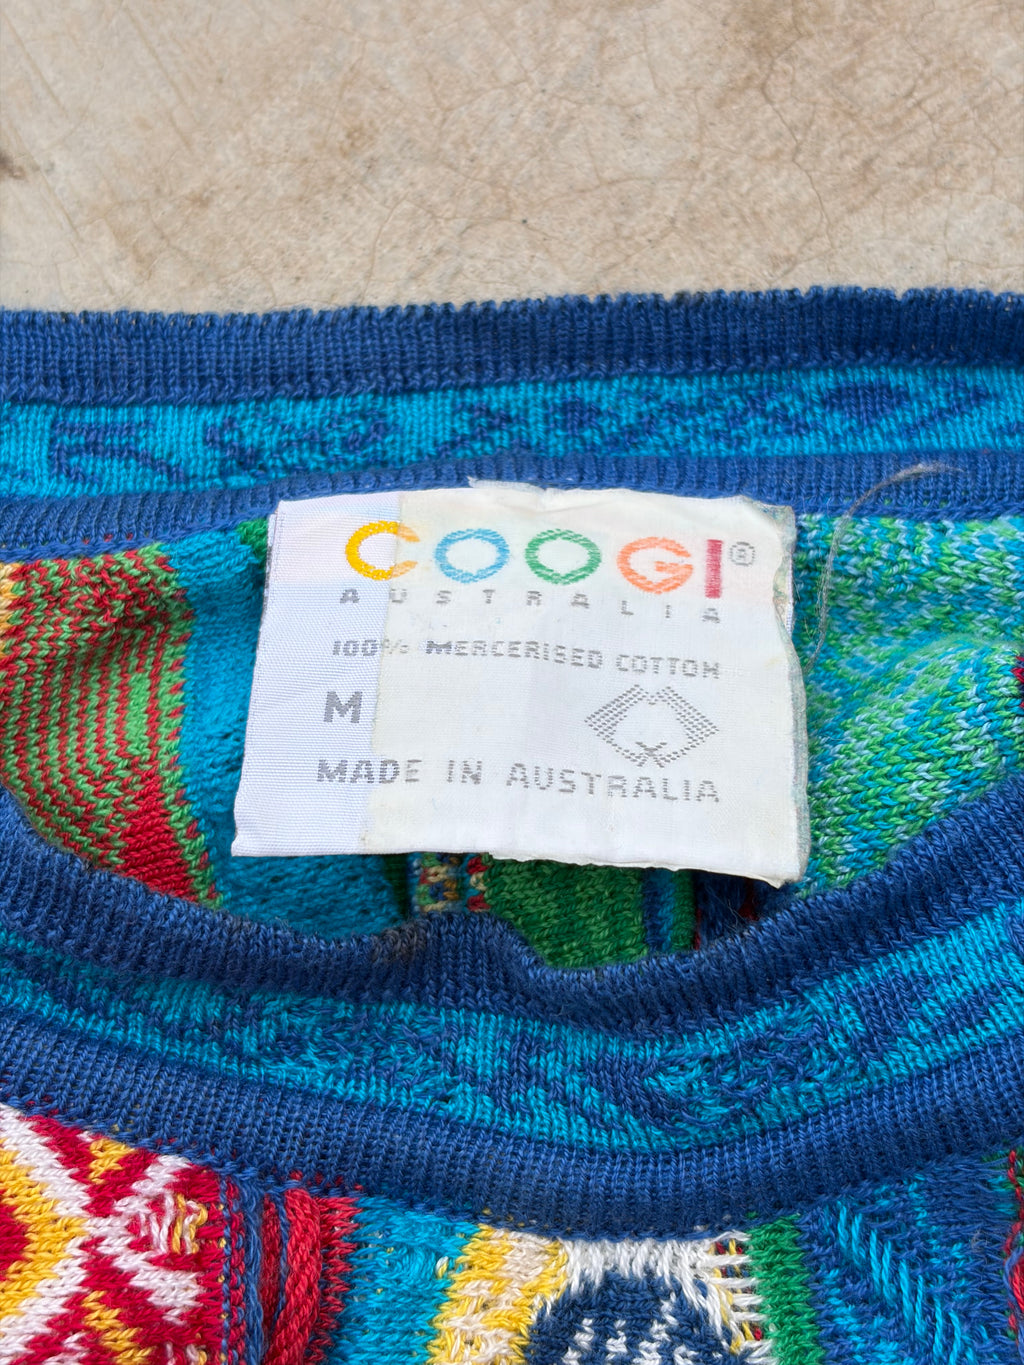 COOGI®
AUSTRALIA
100% MERCERISED COTTON
M
MADE IN AUSTRALIA